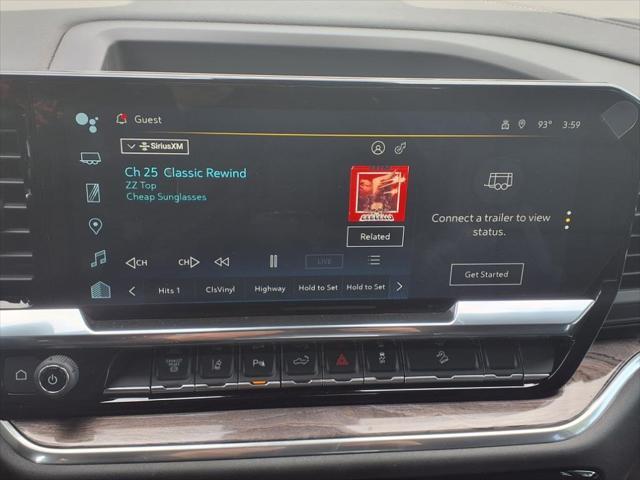 Guest
93° 3:59
SiriusXM
Ch 25 Classic Rewind
ZZ Top
Cheap Sunglasses
Related
Connect a trailer to view
status.
Get Started
CH CH LIVE
Hits 1 ClsVinyl Highway Hold to Set Hold to Set